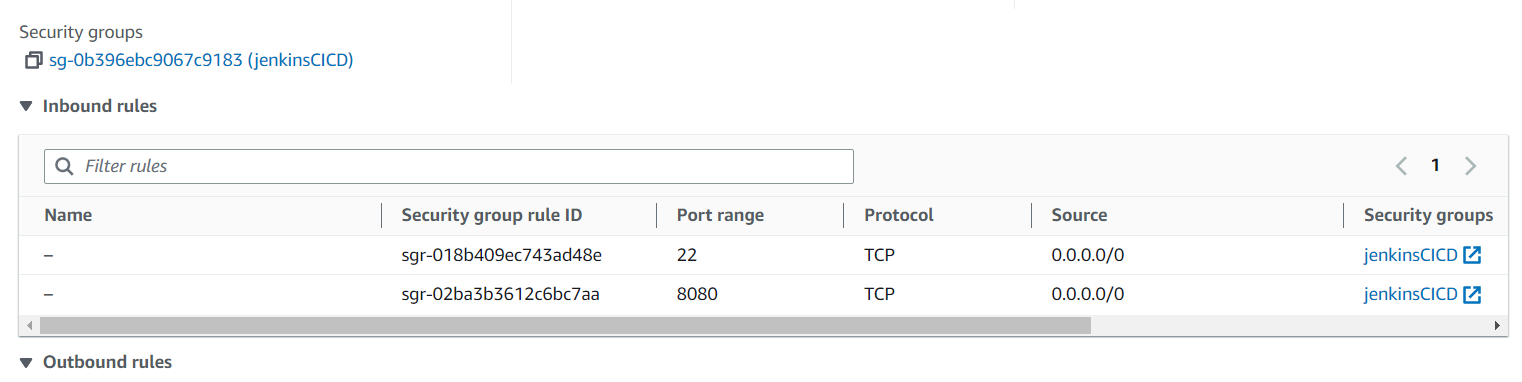 Security groups
sg-0b396ebc9067c9183 (jenkinsCICD)
Inbound rules
Filter rules
1
Name Security group rule ID Port range Protocol Source Security groups
– sgr-018b409ec743ad48e 22 TCP 0.0.0.0/0 jenkinsCICD
– sgr-02ba3b3612c6bc7aa 8080 TCP 0.0.0.0/0 jenkinsCICD
Outbound rules